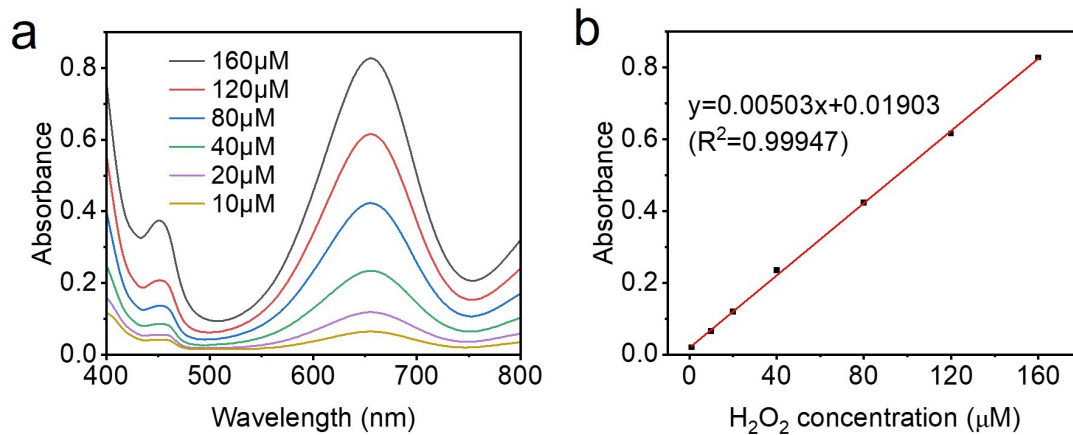 a
160μM
120μM
80μM
40μM
20μM
10μM
0.8
0.6
0.4
0.2
0.0
Absorbance
400 500 600 700 800
Wavelength (nm)
b
y=0.00503x+0.01903
(R²=0.99947)
0.8
0.6
0.4
0.2
0.0
Absorbance
0 40 80 120 160
H₂O₂ concentration (μM)